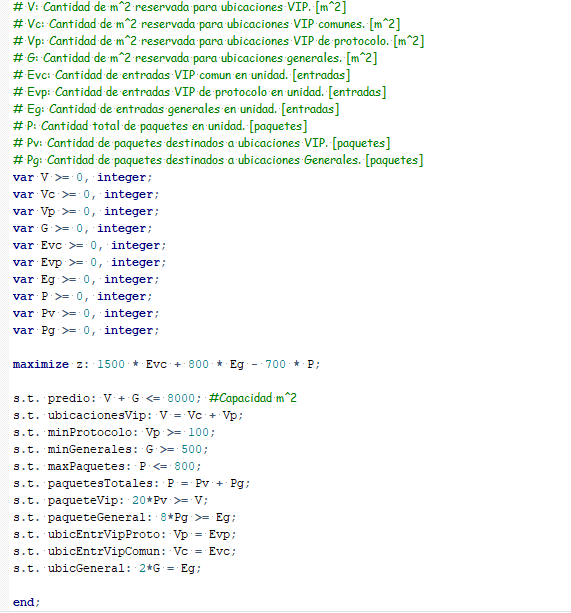 # V: Cantidad de m^2 reservada para ubicaciones VIP. [m^2]
# Vc: Cantidad de m^2 reservada para ubicaciones VIP comunes. [m^2]
# Vp: Cantidad de m^2 reservada para ubicaciones VIP de protocolo. [m^2]
# G: Cantidad de m^2 reservada para ubicaciones generales. [m^2]
# Evc: Cantidad de entradas VIP comun en unidad. [entradas]
# Evp: Cantidad de entradas VIP de protocolo en unidad. [entradas]
# Eg: Cantidad de entradas generales en unidad. [entradas]
# P: Cantidad total de paquetes en unidad. [paquetes]
# Pv: Cantidad de paquetes destinados a ubicaciones VIP. [paquetes]
# Pg: Cantidad de paquetes destinados a ubicaciones Generales. [paquetes]
var V >= 0, integer;
var Vc >= 0, integer;
var Vp >= 0, integer;
var G >= 0, integer;
var Evc >= 0, integer;
var Evp >= 0, integer;
var Eg >= 0, integer;
var P >= 0, integer;
var Pv >= 0, integer;
var Pg >= 0, integer;
maximize z: 1500 * Evc + 800 * Eg - 700 * P;
s.t. predio: V + G <= 8000; #Capacidad m^2
s.t. ubicacionesVip: V = Vc + Vp;
s.t. minProtocolo: Vp >= 100;
s.t. minGenerales: G >= 500;
s.t. maxPaquetes: P <= 800;
s.t. paquetesTotales: P = Pv + Pg;
s.t. paqueteVip: 20*Pv >= V;
s.t. paqueteGeneral: 8*Pg >= Eg;
s.t. ubicEntrVipProto: Vp = Evp;
s.t. ubicEntrVipComun: Vc = Evc;
s.t. ubicGeneral: 2*G = Eg;
end;